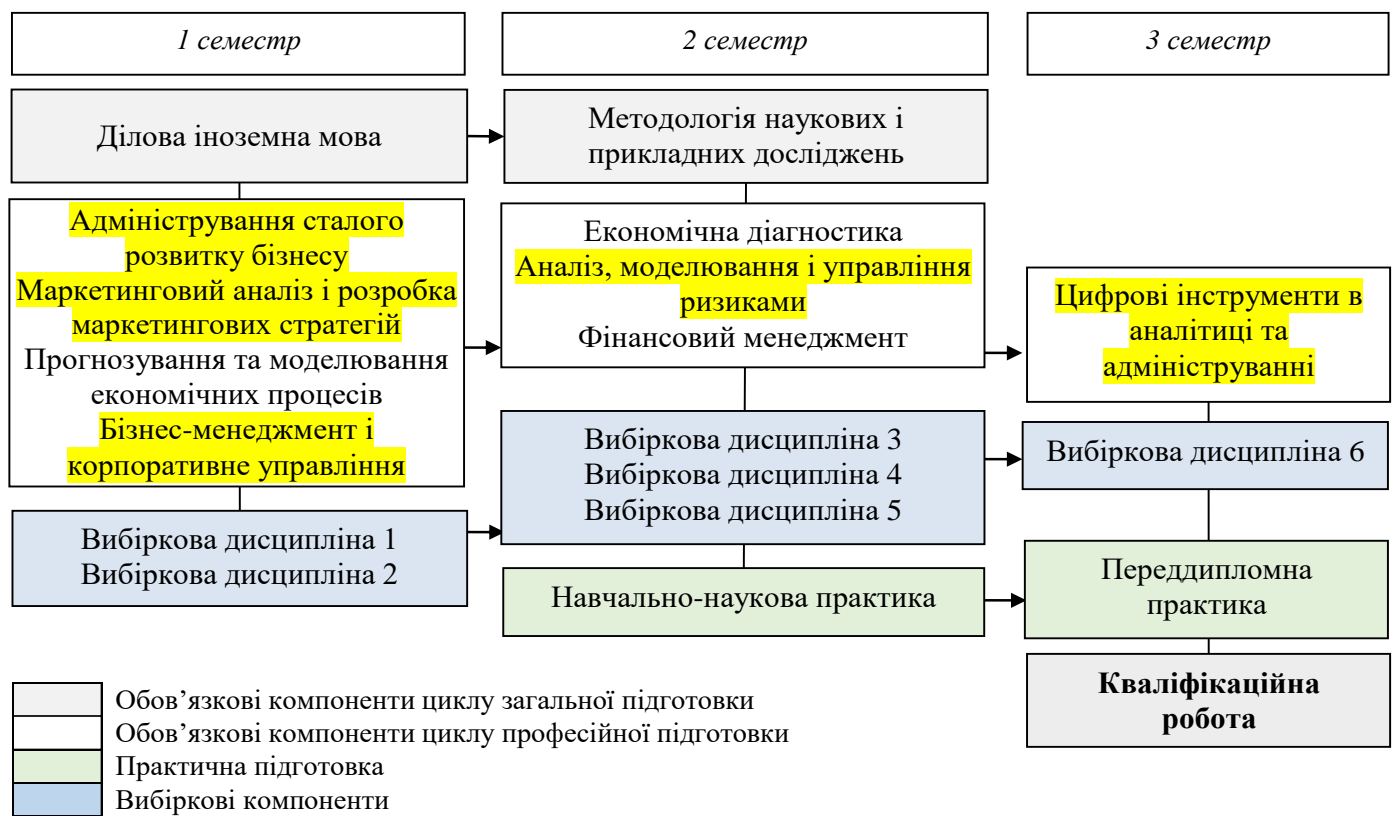 1 семестр
2 семестр
3 семестр
Ділова іноземна мова
Методологія наукових і
прикладних досліджень
Адміністрування сталого
розвитку бізнесу
Маркетинговий аналіз і розробка
маркетингових стратегій
Прогнозування та моделювання
економічних процесів
Бізнес-менеджмент і
корпоративне управління
Економічна діагностика
Аналіз, моделювання і управління
ризиками
Фінансовий менеджмент
Цифрові інструменти в
аналітиці та
адмініструванні
Вибіркова дисципліна 1
Вибіркова дисципліна 2
Вибіркова дисципліна 3
Вибіркова дисципліна 4
Вибіркова дисципліна 5
Вибіркова дисципліна 6
Навчально-наукова практика
Переддипломна
практика
Кваліфікаційна
робота
Обов’язкові компоненти циклу загальної підготовки
Обов’язкові компоненти циклу професійної підготовки
Практична підготовка
Вибіркові компоненти